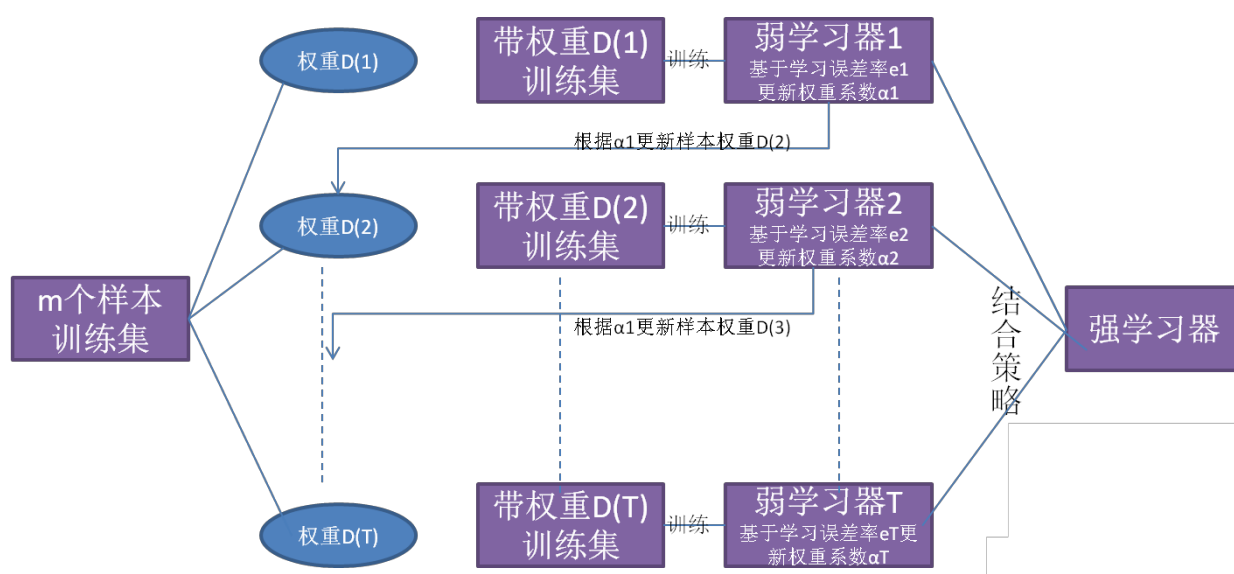 权重D(1)
带权重D(1)
训练集
训练
弱学习器1
基于学习误差率e1
更新权重系数α1
根据α1更新样本权重D(2)
权重D(2)
带权重D(2)
训练集
训练
弱学习器2
基于学习误差率e2
更新权重系数α2
m个样本
训练集
根据α1更新样本权重D(3)
结合策略
强学习器
权重D(T)
带权重D(T)
训练集
训练
弱学习器T
基于学习误差率eT更
新权重系数αT